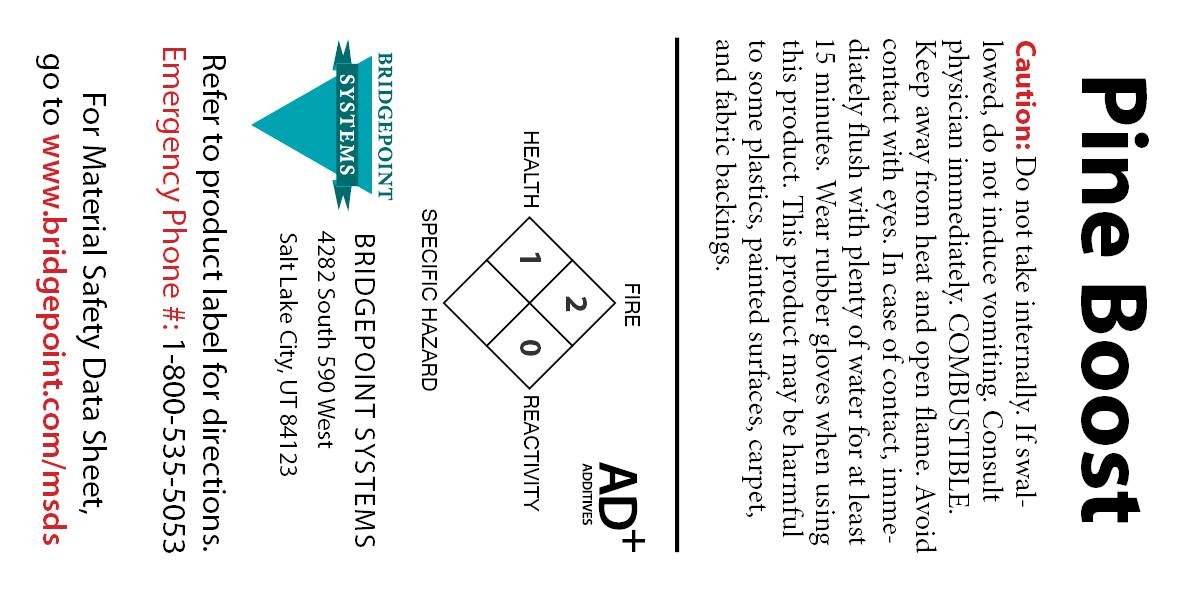 Pine Boost
Caution: Do not take internally. If swal-
lowed, do not induce vomiting. Consult
physician immediately. COMBUSTIBLE.
Keep away from heat and open flame. Avoid
contact with eyes. In case of contact, imme-
diately flush with plenty of water for at least
15 minutes. Wear rubber gloves when using
this product. This product may be harmful
to some plastics, painted surfaces, carpet,
and fabric backings.
AD+
ADDITIVES
FIRE
2
HEALTH
1
0
REACTIVITY
SPECIFIC HAZARD
BRIDGEPOINT
SYSTEMS
BRIDGEPOINT SYSTEMS
4282 South 590 West
Salt Lake City, UT 84123
Refer to product label for directions.
Emergency Phone #: 1-800-535-5053
For Material Safety Data Sheet,
go to www.bridgepoint.com/msds